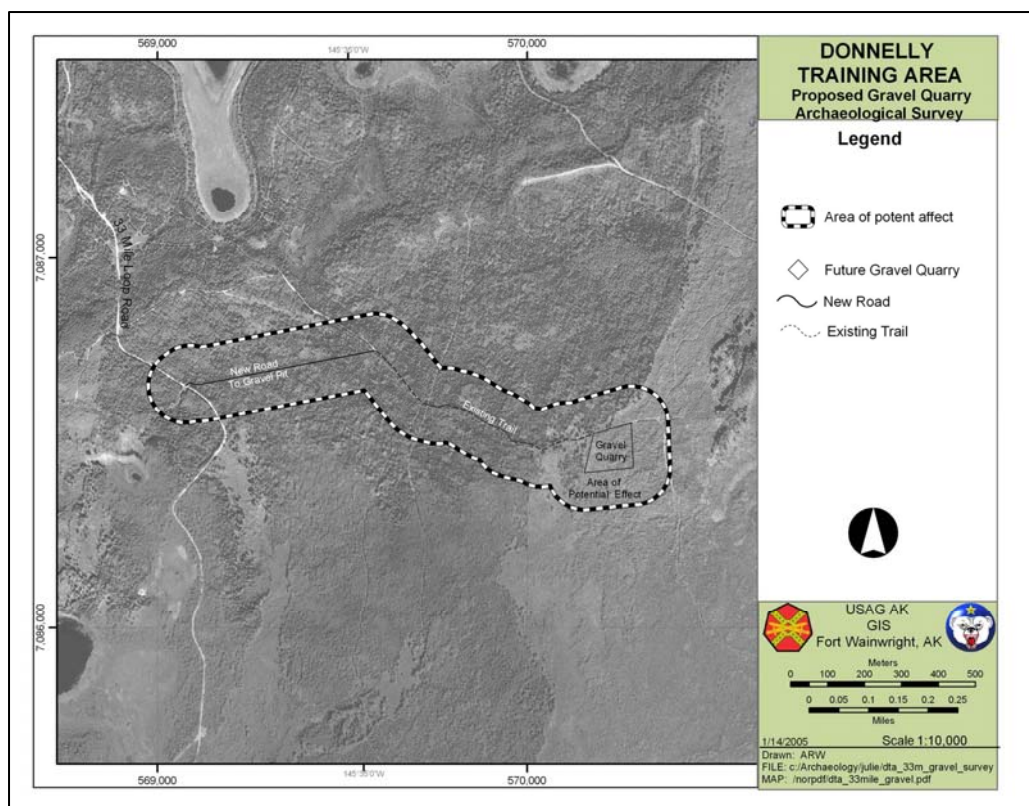 569,000
145°35'0"W
570,000
7,087,000
7,086,000
33 Mile Loop Road
New Road
To Gravel Pit
Existing Trail
Gravel
Quarry
Area of
Potential Effect
569,000
145°35'0"W
570,000
DONNELLY
TRAINING AREA
Proposed Gravel Quarry
Archaeological Survey
Legend
Area of potent affect
Future Gravel Quarry
New Road
Existing Trail
USAG AK
GIS
Fort Wainwright, AK
Meters
0 100 200 300 400 500
0 0.05 0.1 0.15 0.2 0.25
Miles
1/14/2005 Scale 1:10,000
Drawn: ARW
FILE: c:/Archaeology/julie/dta_33m_gravel_survey
MAP: /norpdf/dta_33mile_gravel.pdf